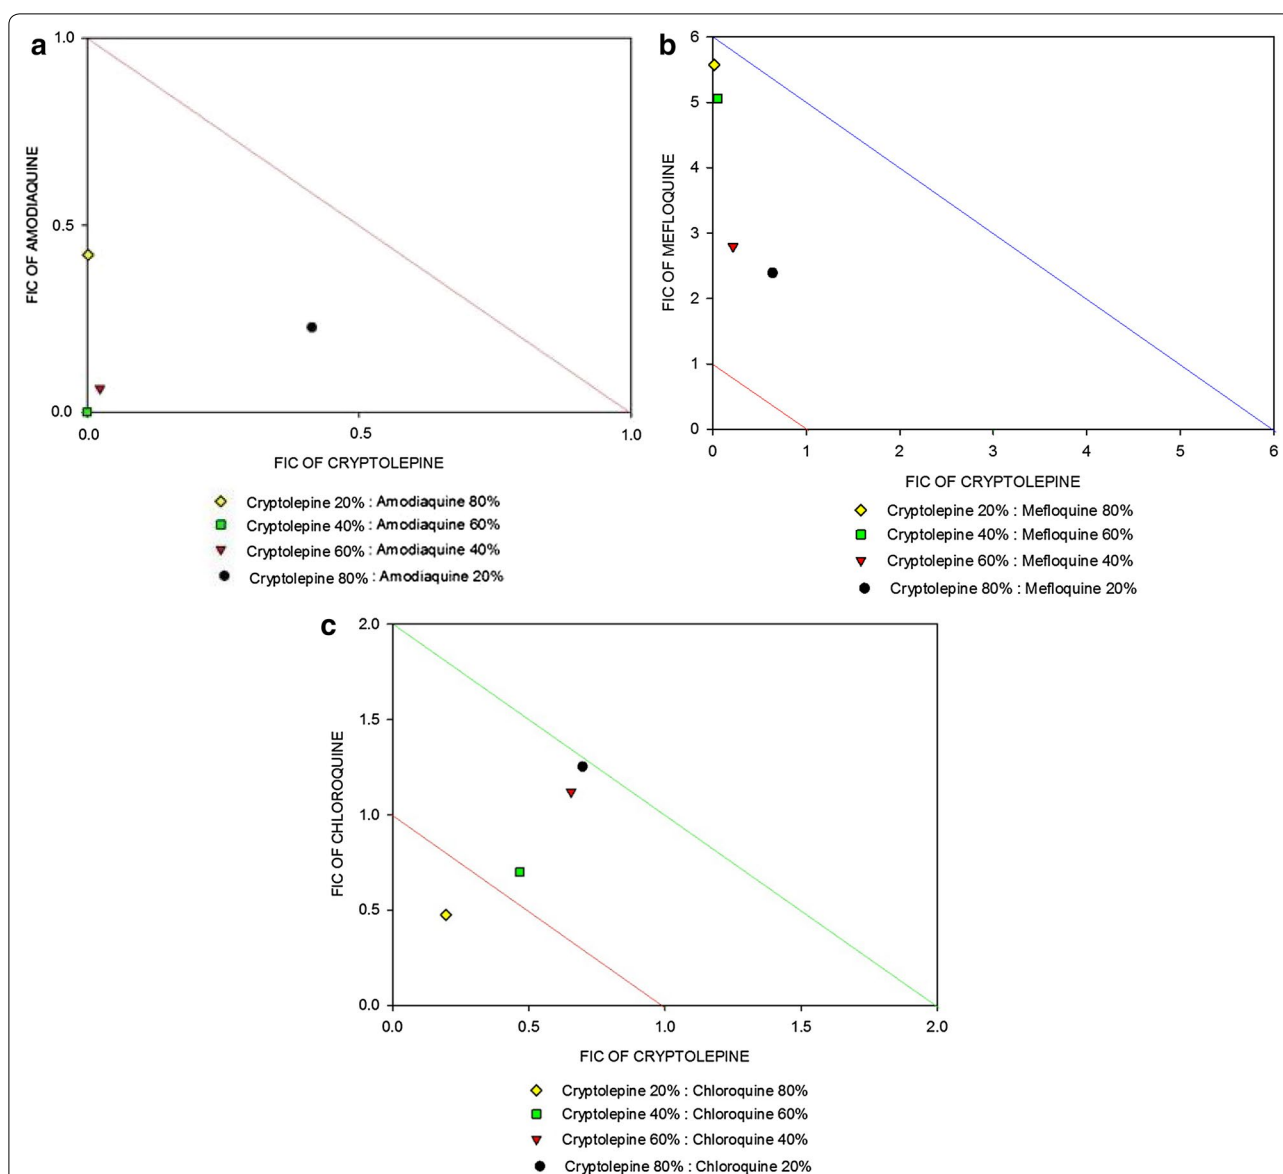 a
1.0
0.5
0.0
0.0 0.5 1.0
FIC OF AMODIAQUINE
FIC OF CRYPTOLEPINE
Cryptolepine 20% : Amodiaquine 80%
Cryptolepine 40% : Amodiaquine 60%
Cryptolepine 60% : Amodiaquine 40%
Cryptolepine 80% : Amodiaquine 20%
b
6
5
4
3
2
1
0
0 1 2 3 4 5 6
FIC OF MEFLOQUINE
FIC OF CRYPTOLEPINE
Cryptolepine 20% : Mefloquine 80%
Cryptolepine 40% : Mefloquine 60%
Cryptolepine 60% : Mefloquine 40%
Cryptolepine 80% : Mefloquine 20%
c
2.0
1.5
1.0
0.5
0.0
0.0 0.5 1.0 1.5 2.0
FIC OF CHLOROQUINE
FIC OF CRYPTOLEPINE
Cryptolepine 20% : Chloroquine 80%
Cryptolepine 40% : Chloroquine 60%
Cryptolepine 60% : Chloroquine 40%
Cryptolepine 80% : Chloroquine 20%